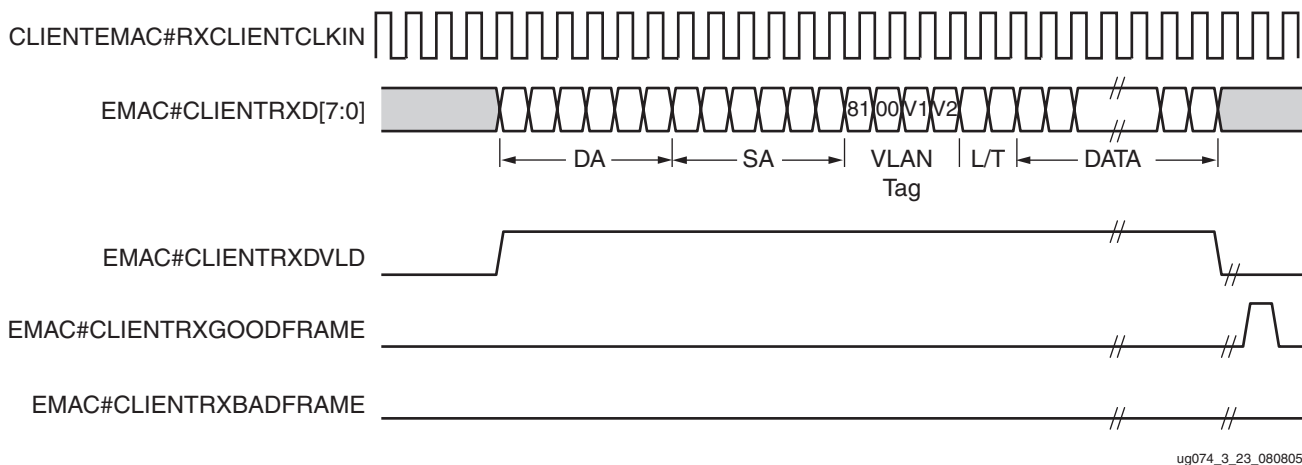 CLIENTEMAC#RXCLIENTCLKIN
EMAC#CLIENTRXD[7:0]
81 00 V1 V2
DA SA VLAN Tag L/T DATA
EMAC#CLIENTRXDVLD
EMAC#CLIENTRXGOODFRAME
EMAC#CLIENTRXBADFRAME
ug074_3_23_080805